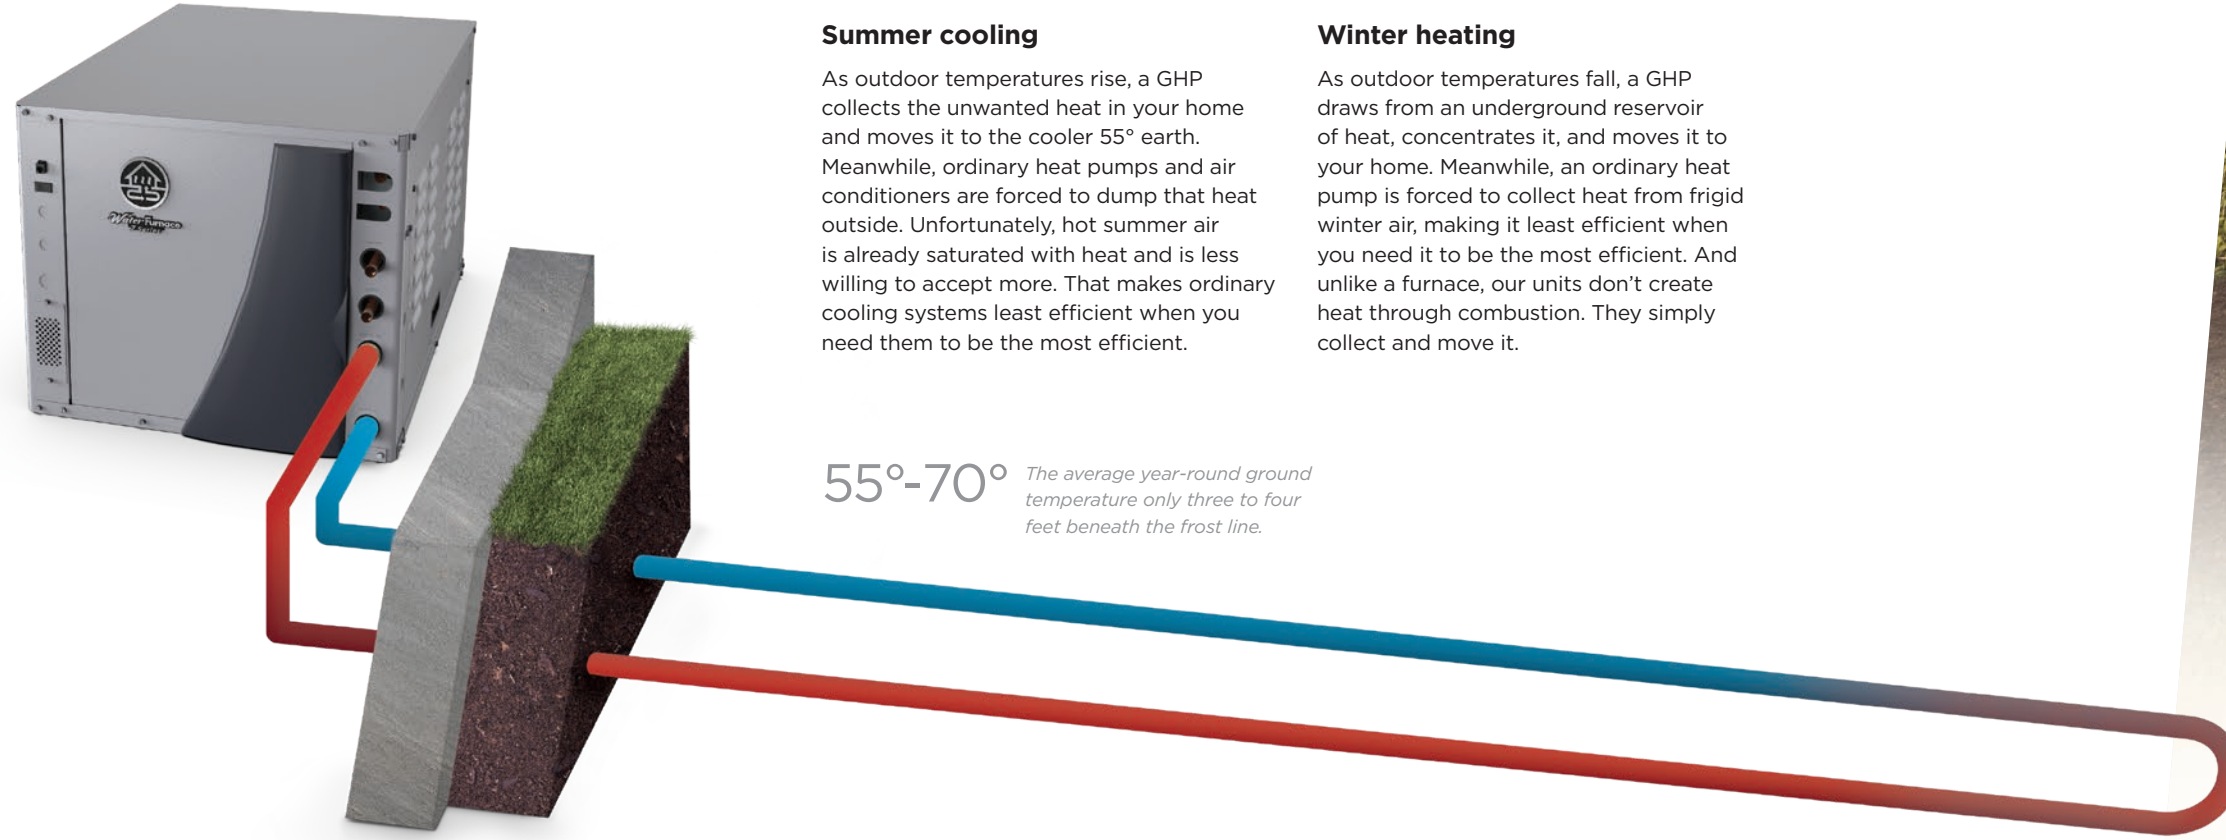 Water Furnace
Summer cooling
As outdoor temperatures rise, a GHP
collects the unwanted heat in your home
and moves it to the cooler 55° earth.
Meanwhile, ordinary heat pumps and air
conditioners are forced to dump that heat
outside. Unfortunately, hot summer air
is already saturated with heat and is less
willing to accept more. That makes ordinary
cooling systems least efficient when you
need them to be the most efficient.
Winter heating
As outdoor temperatures fall, a GHP
draws from an underground reservoir
of heat, concentrates it, and moves it to
your home. Meanwhile, an ordinary heat
pump is forced to collect heat from frigid
winter air, making it least efficient when
you need it to be the most efficient. And
unlike a furnace, our units don’t create
heat through combustion. They simply
collect and move it.
55°-70°
The average year-round ground
temperature only three to four
feet beneath the frost line.